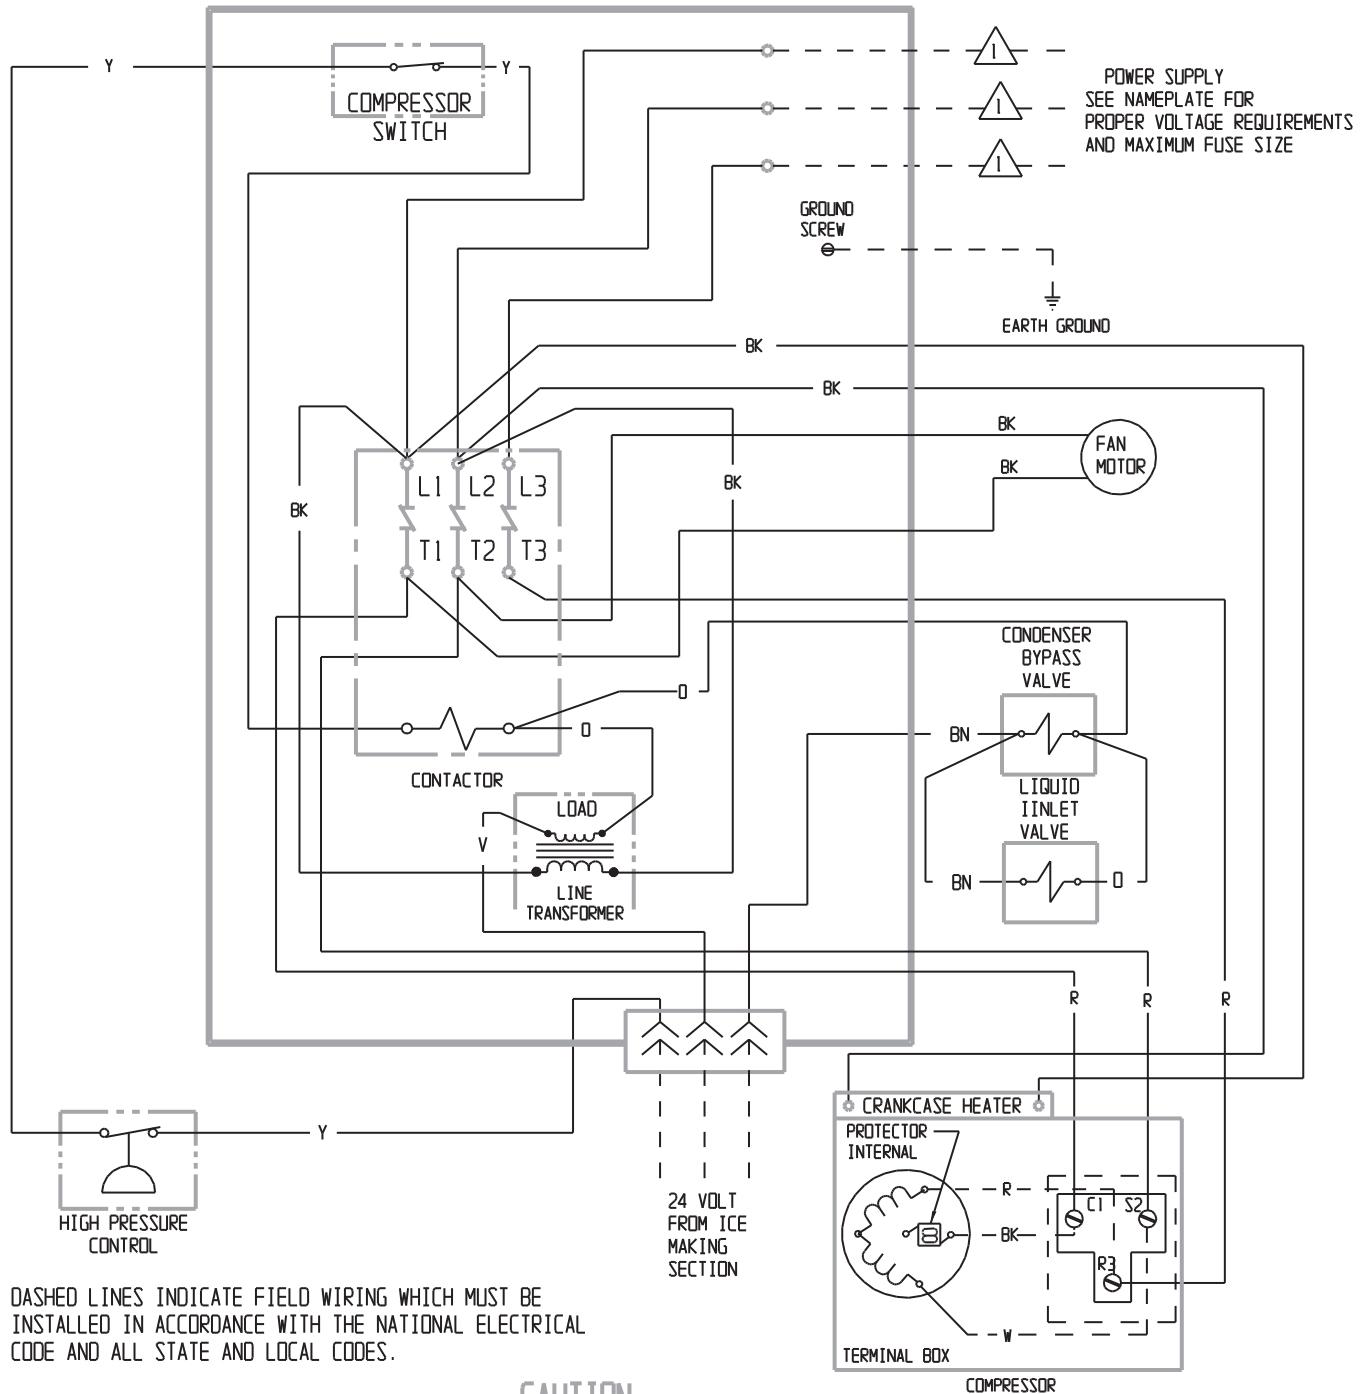 Y
Y
COMPRESSOR
SWITCH
1
1
1
POWER SUPPLY
SEE NAMEPLATE FOR
PROPER VOLTAGE REQUIREMENTS
AND MAXIMUM FUSE SIZE
GROUND
SCREW
EARTH GROUND
BK
BK
BK
BK
FAN
MOTOR
BK
BK
L1 L2 L3
T1 T2 T3
CONDENSER
BYPASS
VALVE
O
O
BN
CONTACTOR
LOAD
V
LINE
TRANSFORMER
LIQUID
IINLET
VALVE
BN
O
R
R
R
CRANKCASE HEATER
PROTECTOR
INTERNAL
R
BK
W
C1
S2
R3
TERMINAL BOX
COMPRESSOR
Y
HIGH PRESSURE
CONTROL
24 VOLT
FROM ICE
MAKING
SECTION
DASHED LINES INDICATE FIELD WIRING WHICH MUST BE
INSTALLED IN ACCORDANCE WITH THE NATIONAL ELECTRICAL
CODE AND ALL STATE AND LOCAL CODES.
CAUTION